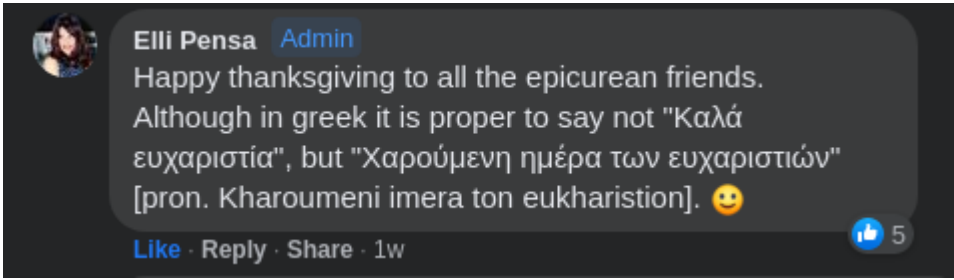 Elli Pensa Admin
Happy thanksgiving to all the epicurean friends.
Although in greek it is proper to say not "Καλά
ευχαριστία", but "Χαρούμενη ημέρα των ευχαριστιών"
[pron. Kharoumeni imera ton eukharistion]. 🙂
Like · Reply · Share · 1w
5